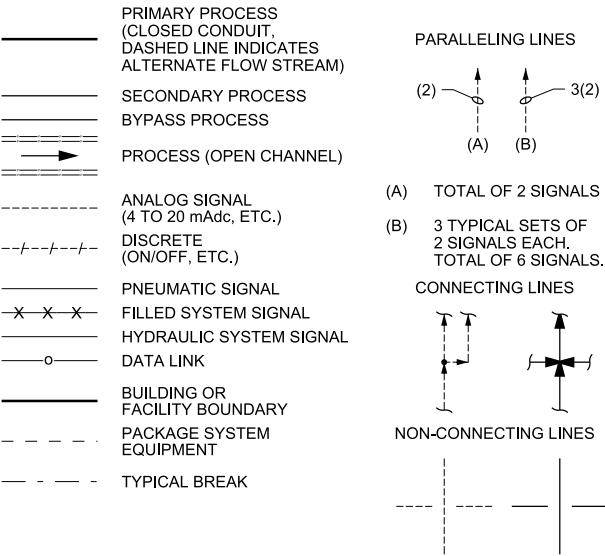 PRIMARY PROCESS
(CLOSED CONDUIT,
DASHED LINE INDICATES
ALTERNATE FLOW STREAM)
SECONDARY PROCESS
BYPASS PROCESS
PROCESS (OPEN CHANNEL)
ANALOG SIGNAL
(4 TO 20 mAdc, ETC.)
DISCRETE
(ON/OFF, ETC.)
PNEUMATIC SIGNAL
X X X FILLED SYSTEM SIGNAL
HYDRAULIC SYSTEM SIGNAL
o DATA LINK
BUILDING OR
FACILITY BOUNDARY
PACKAGE SYSTEM
EQUIPMENT
TYPICAL BREAK
PARALLELING LINES
(2) 3(2)
(A) (B)
(A) TOTAL OF 2 SIGNALS
(B) 3 TYPICAL SETS OF
2 SIGNALS EACH.
TOTAL OF 6 SIGNALS.
CONNECTING LINES
NON-CONNECTING LINES